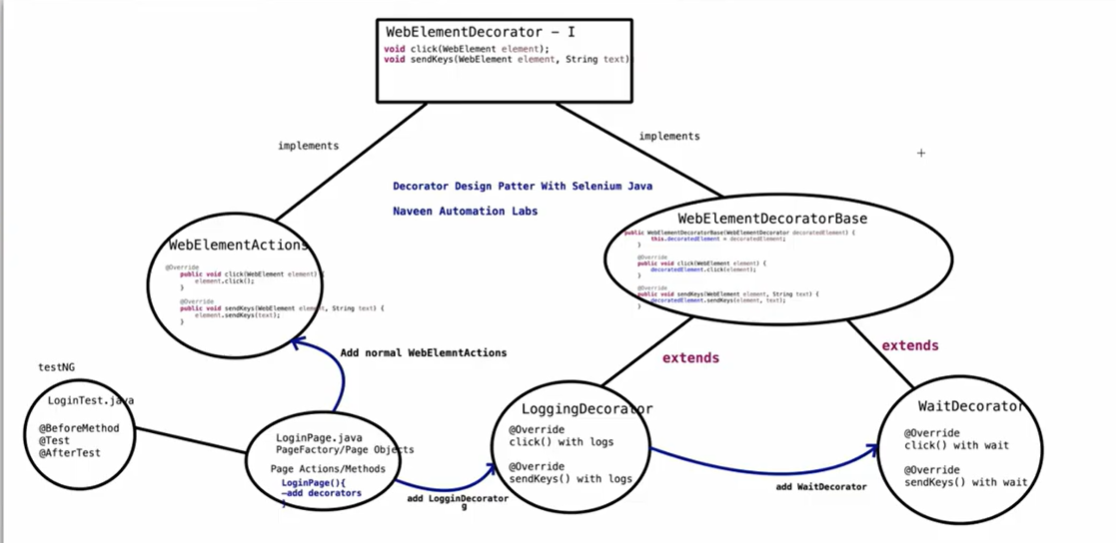 WebElementDecorator – I
void click(WebElement element);
void sendKeys(WebElement element, String text)
implements
implements
Decorator Design Patter With Selenium Java
Naveen Automation Labs
WebElementActions
@Override
public void click(WebElement element) {
element.click();
}
@Override
public void sendKeys(WebElement element, String text) {
element.sendKeys(text);
}
WebElementDecoratorBase
public WebElementDecoratorBase(WebElementDecorator decoratedElement) {
this.decoratedElement = decoratedElement;
}
@Override
public void click(WebElement element) {
decoratedElement.click(element);
}
@Override
public void sendKeys(WebElement element, String text) {
decoratedElement.sendKeys(element, text);
}
Add normal WebElemntActions
extends
extends
testNG
LoginTest.java
@BeforeMethod
@Test
@AfterTest
LoginPage.java
PageFactory/Page Objects
Page Actions/Methods
LoginPage(){
–add decorators
}
add LogginDecorator
g
LoggingDecorator
@Override
click() with logs
@Override
sendKeys() with logs
add WaitDecorator
WaitDecorator
@Override
click() with wait
@Override
sendKeys() with wait